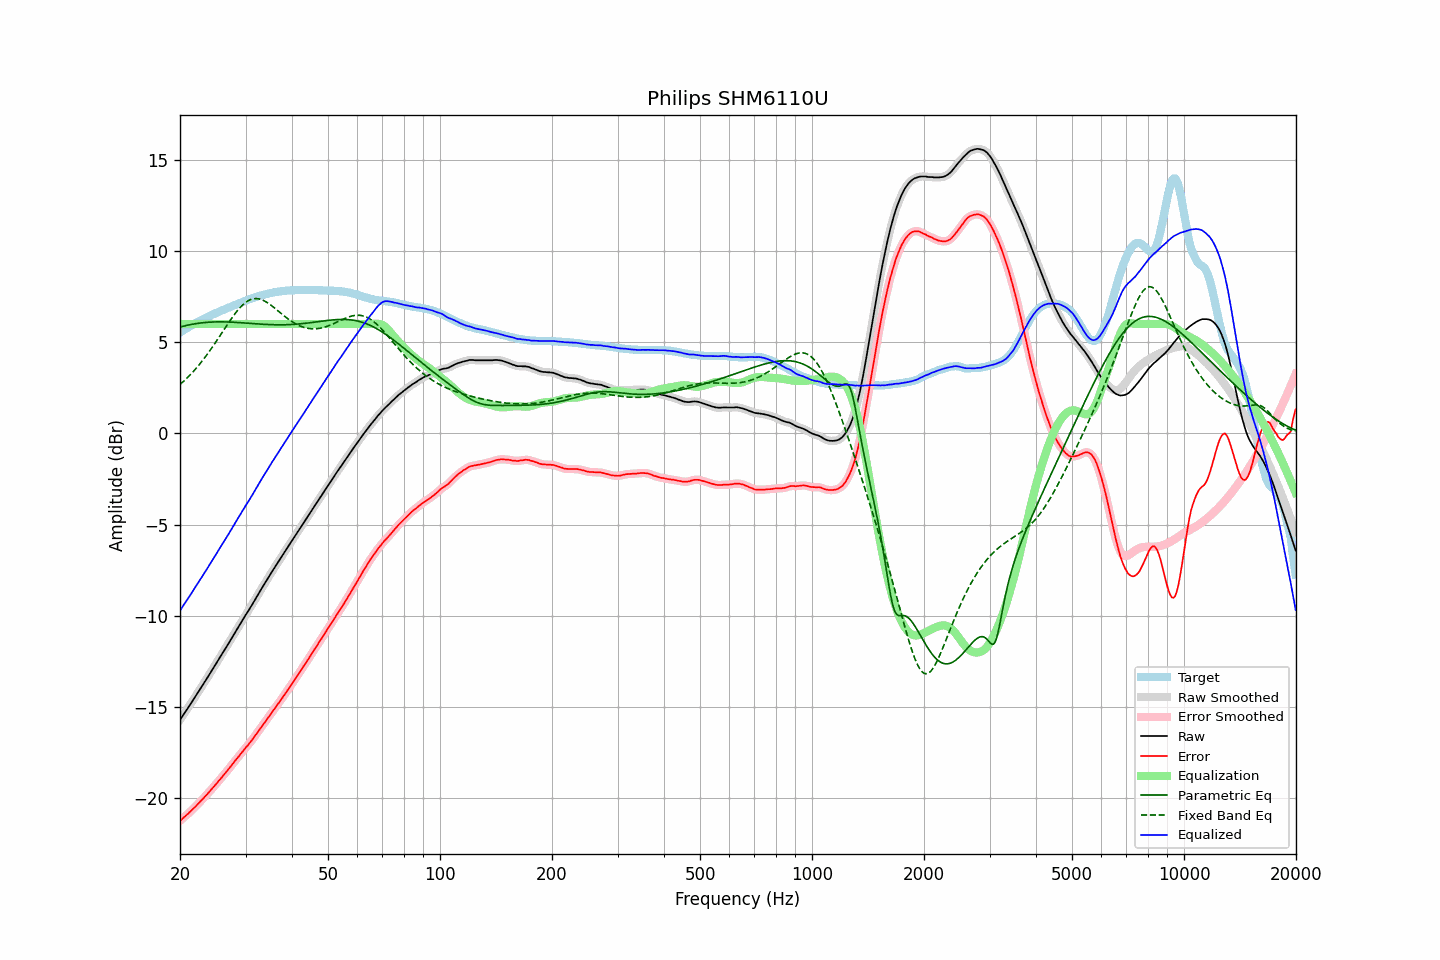 Philips SHM6110U
Amplitude (dBr)
15
10
5
0
−5
−10
−15
−20
20
50
100
200
500
1000
2000
5000
10000
20000
Frequency (Hz)
Target
Raw Smoothed
Error Smoothed
Raw
Error
Equalization
Parametric Eq
Fixed Band Eq
Equalized